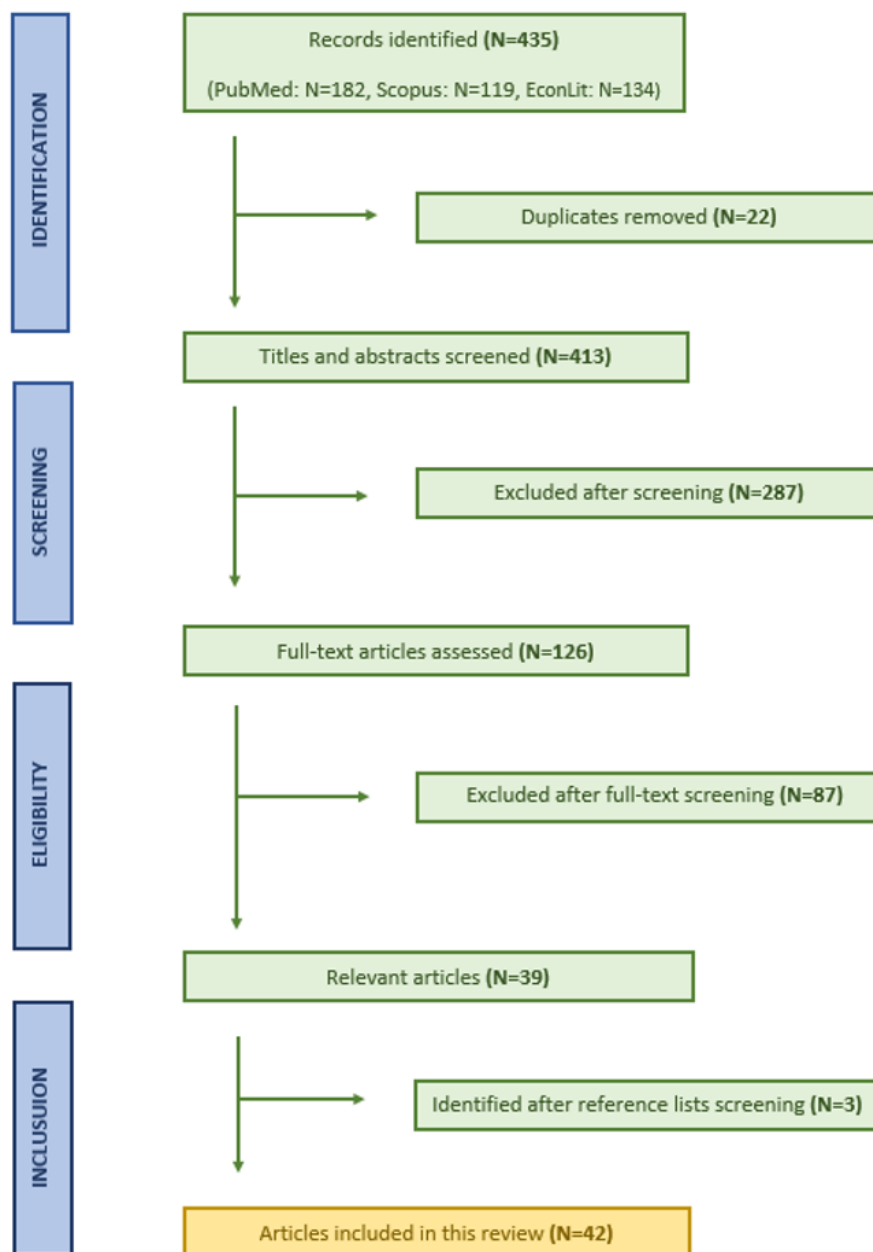 IDENTIFICATION
Records identified (N=435)
(PubMed: N=182, Scopus: N=119, EconLit: N=134)
Duplicates removed (N=22)
Titles and abstracts screened (N=413)
SCREENING
Excluded after screening (N=287)
Full-text articles assessed (N=126)
ELIGIBILITY
Excluded after full-text screening (N=87)
Relevant articles (N=39)
INCLUSUION
Identified after reference lists screening (N=3)
Articles included in this review (N=42)